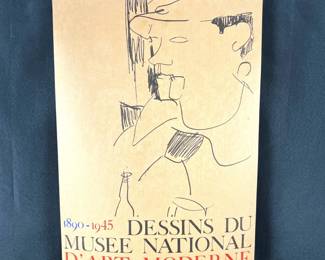 1890-1945 DESSINS DU
MUSEE NATIONAL
D'ART MODERNE